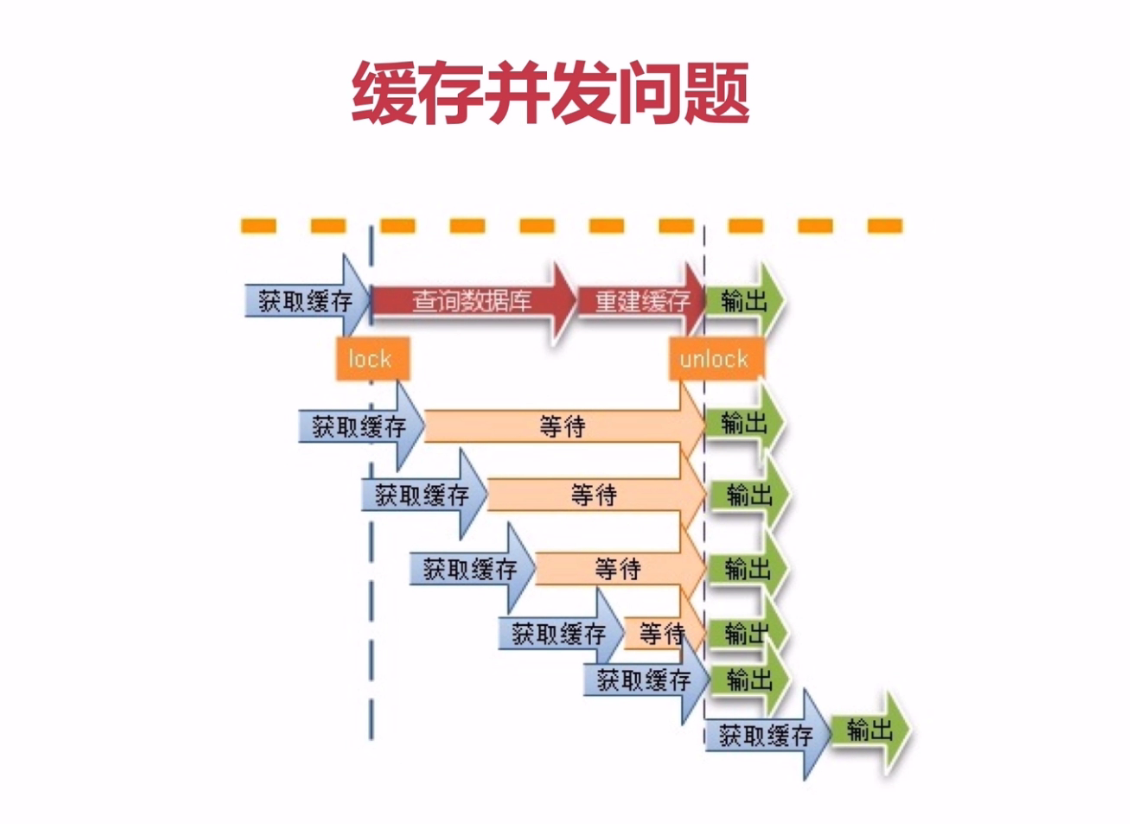 缓存并发问题
获取缓存 查询数据库 重建缓存 输出
lock unlock
获取缓存 等待 输出
获取缓存 等待 输出
获取缓存 等待 输出
获取缓存 等待 输出
获取缓存 输出
获取缓存 输出